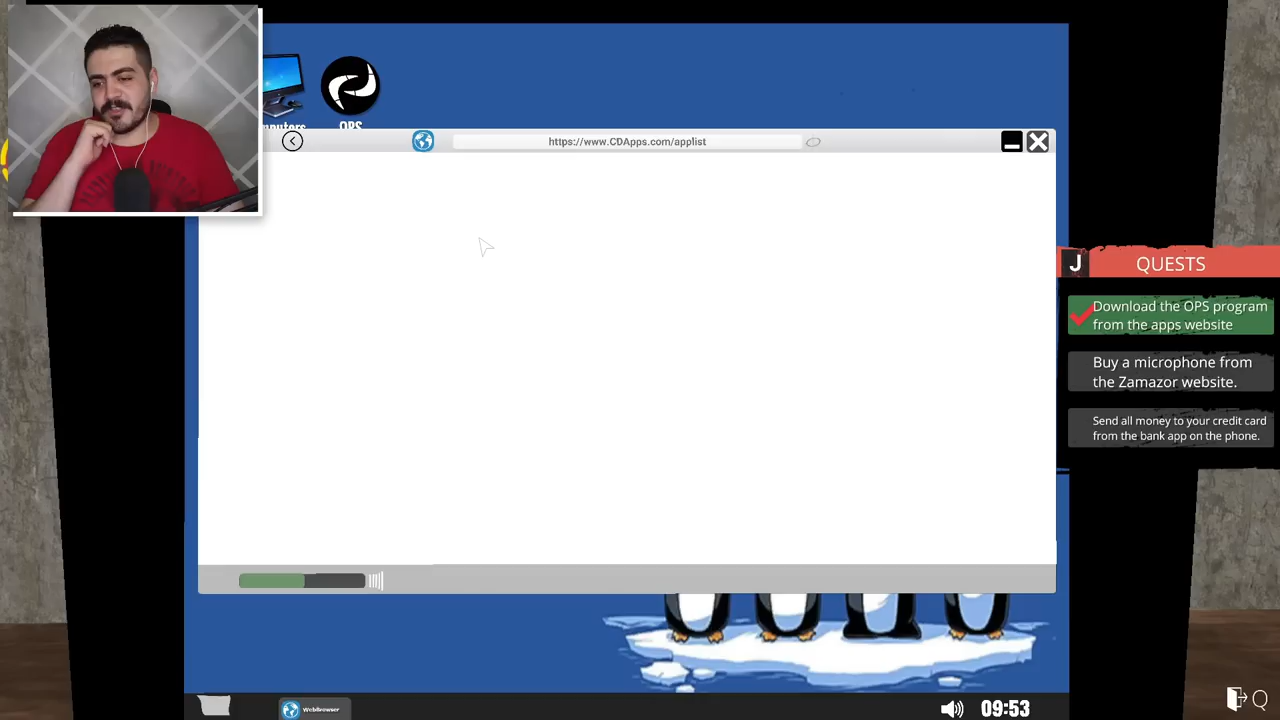 OPS
https://www.CDApps.com/applist
J QUESTS
Download the OPS program
from the apps website
Buy a microphone from
the Zamazor website.
Send all money to your credit card
from the bank app on the phone.
WebBrowser
09:53
Q